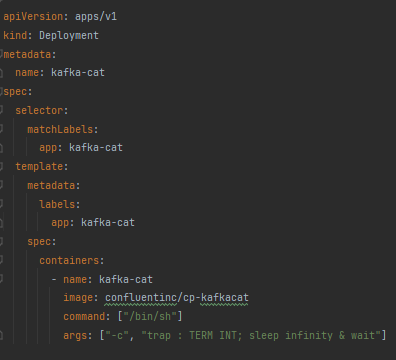 apiVersion: apps/v1
kind: Deployment
metadata:
  name: kafka-cat
spec:
  selector:
    matchLabels:
      app: kafka-cat
  template:
    metadata:
      labels:
        app: kafka-cat
    spec:
      containers:
        - name: kafka-cat
          image: confluentinc/cp-kafkacat
          command: ["/bin/sh"]
          args: ["-c", "trap : TERM INT; sleep infinity & wait"]